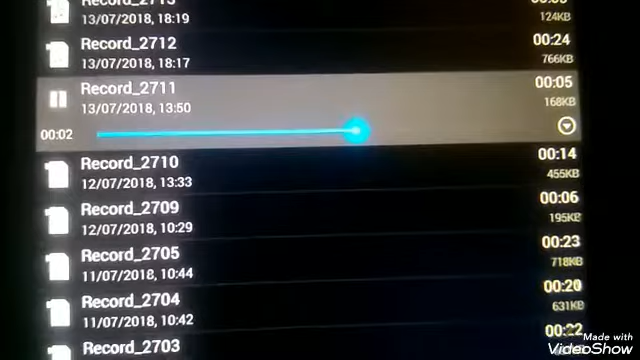 Record_2713
13/07/2018, 18:19
124KB
Record_2712
00:24
13/07/2018, 18:17
766KB
Record_2711
00:05
13/07/2018, 13:50
168KB
00:02
Record_2710
00:14
12/07/2018, 13:33
455KB
Record_2709
00:06
12/07/2018, 10:29
195KB
Record_2705
00:23
11/07/2018, 10:44
718KB
Record_2704
00:20
11/07/2018, 10:42
631KB
Record_2703
00:22
Made with
VideoShow